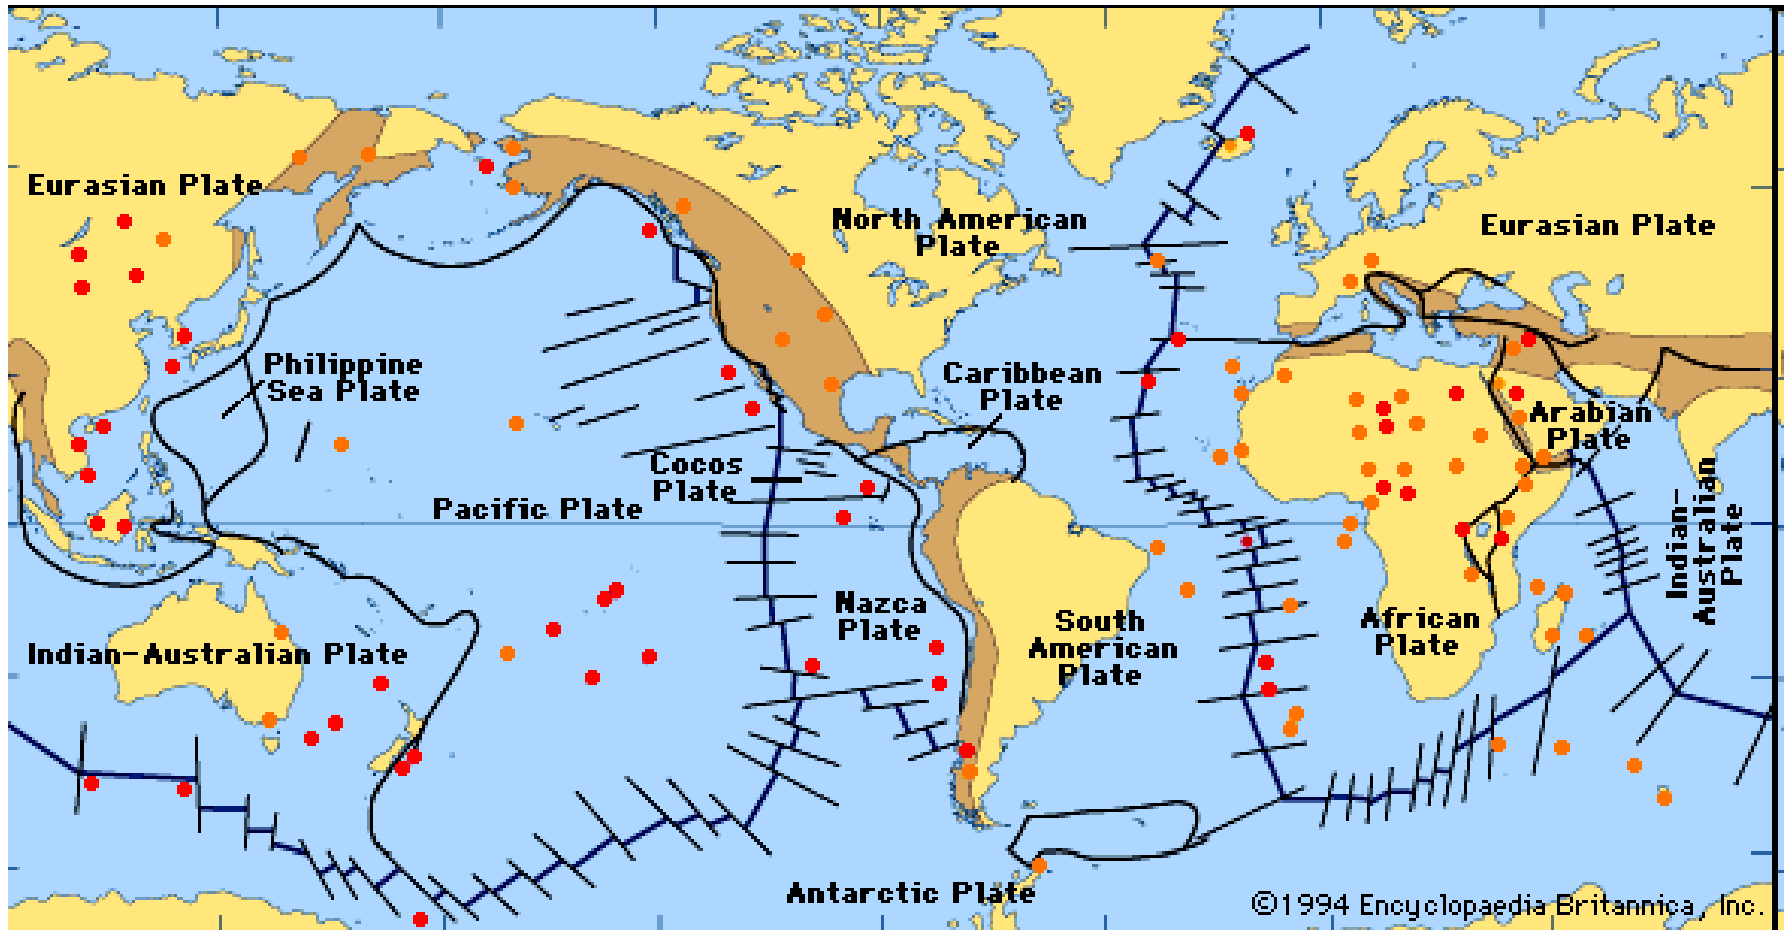 Eurasian Plate
North American
Plate
Eurasian Plate
Philippine
Sea Plate
Caribbean
Plate
Arabian
Plate
Cocos
Plate
Pacific Plate
Indian-
Australian
Plate
Nazca
Plate
South
American
Plate
African
Plate
Indian-Australian Plate
Antarctic Plate
©1994 Encyclopaedia Britannica, Inc.